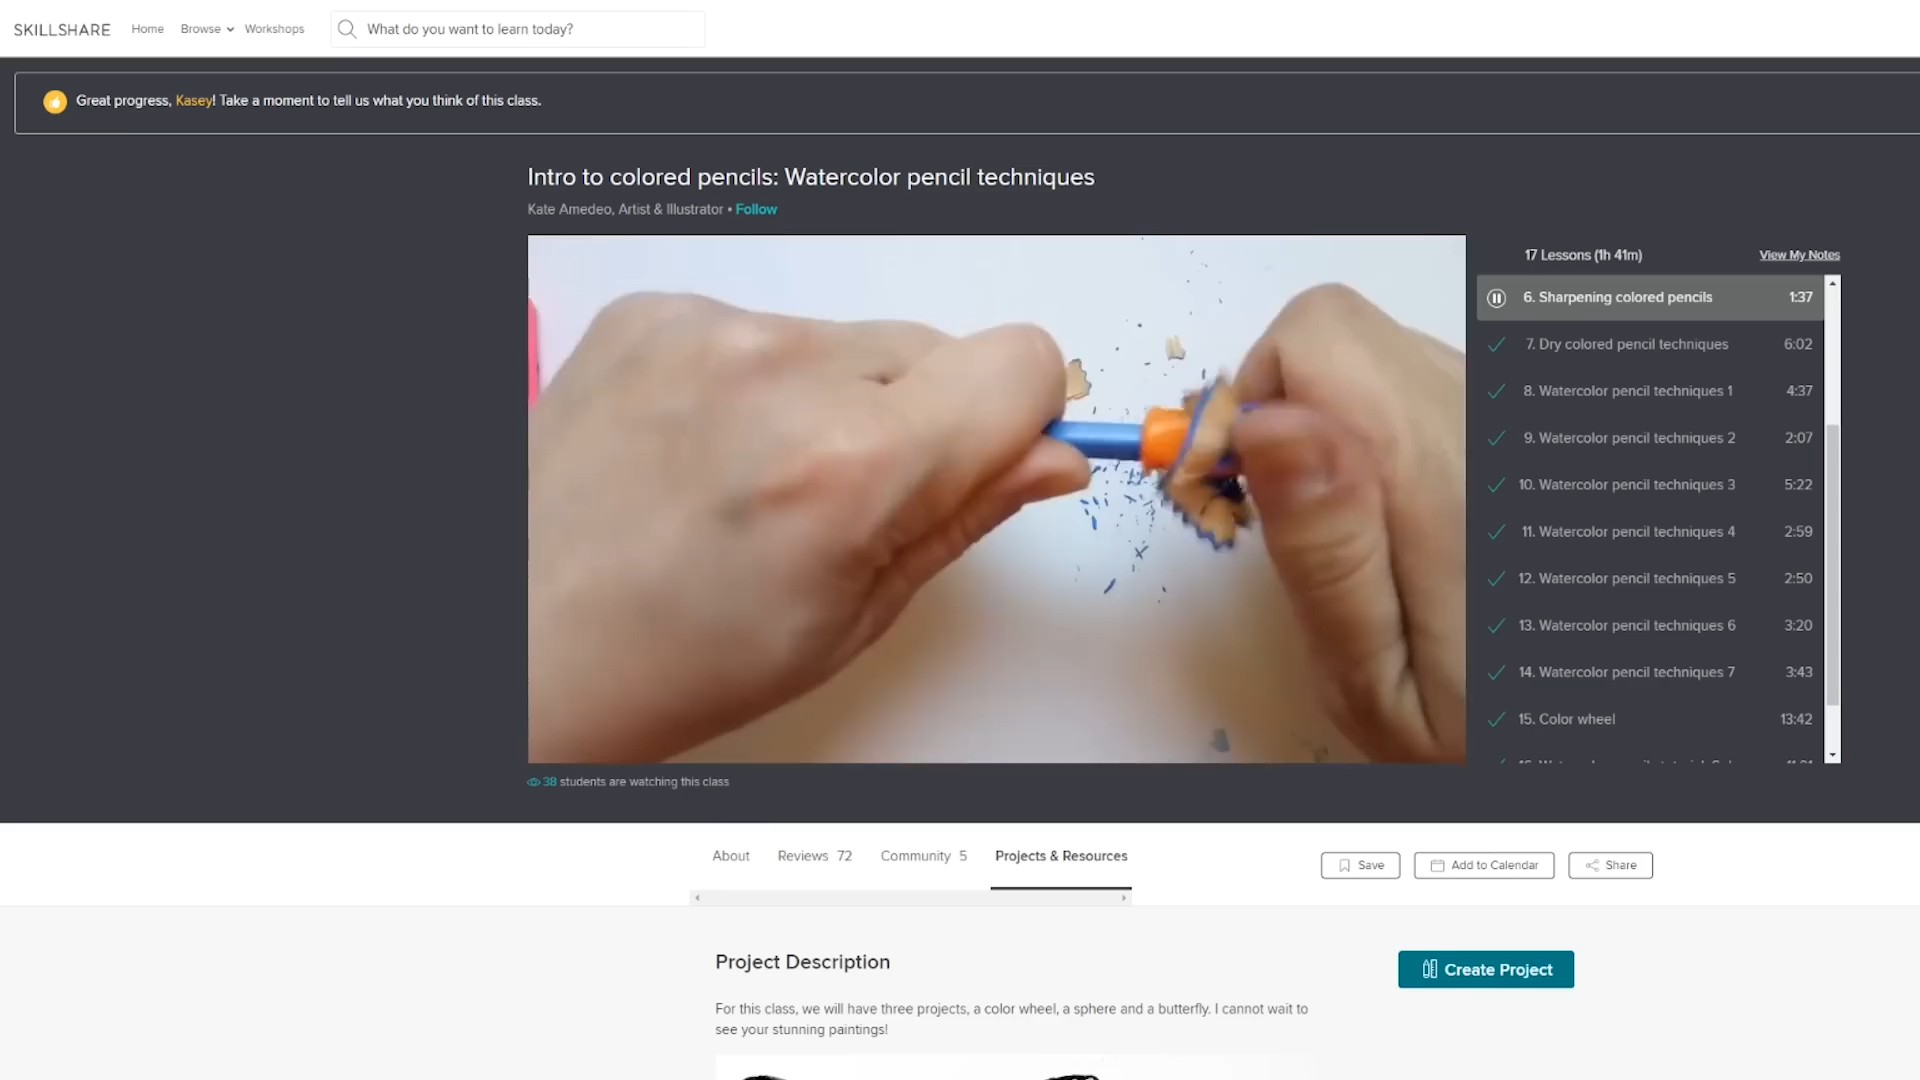 SKILLSHARE
Home
Browse
Workshops
What do you want to learn today?
Great progress, Kasey! Take a moment to tell us what you think of this class.
Intro to colored pencils: Watercolor pencil techniques
Kate Amedeo, Artist & Illustrator • Follow
17 Lessons (1h 41m)
View My Notes
6. Sharpening colored pencils 1:37
7. Dry colored pencil techniques 6:02
8. Watercolor pencil techniques 1 4:37
9. Watercolor pencil techniques 2 2:07
10. Watercolor pencil techniques 3 5:22
11. Watercolor pencil techniques 4 2:59
12. Watercolor pencil techniques 5 2:50
13. Watercolor pencil techniques 6 3:20
14. Watercolor pencil techniques 7 3:43
15. Color wheel 13:42
38 students are watching this class
About
Reviews 72
Community 5
Projects & Resources
Save
Add to Calendar
Share
Project Description
Create Project
For this class, we will have three projects, a color wheel, a sphere and a butterfly. I cannot wait to
see your stunning paintings!